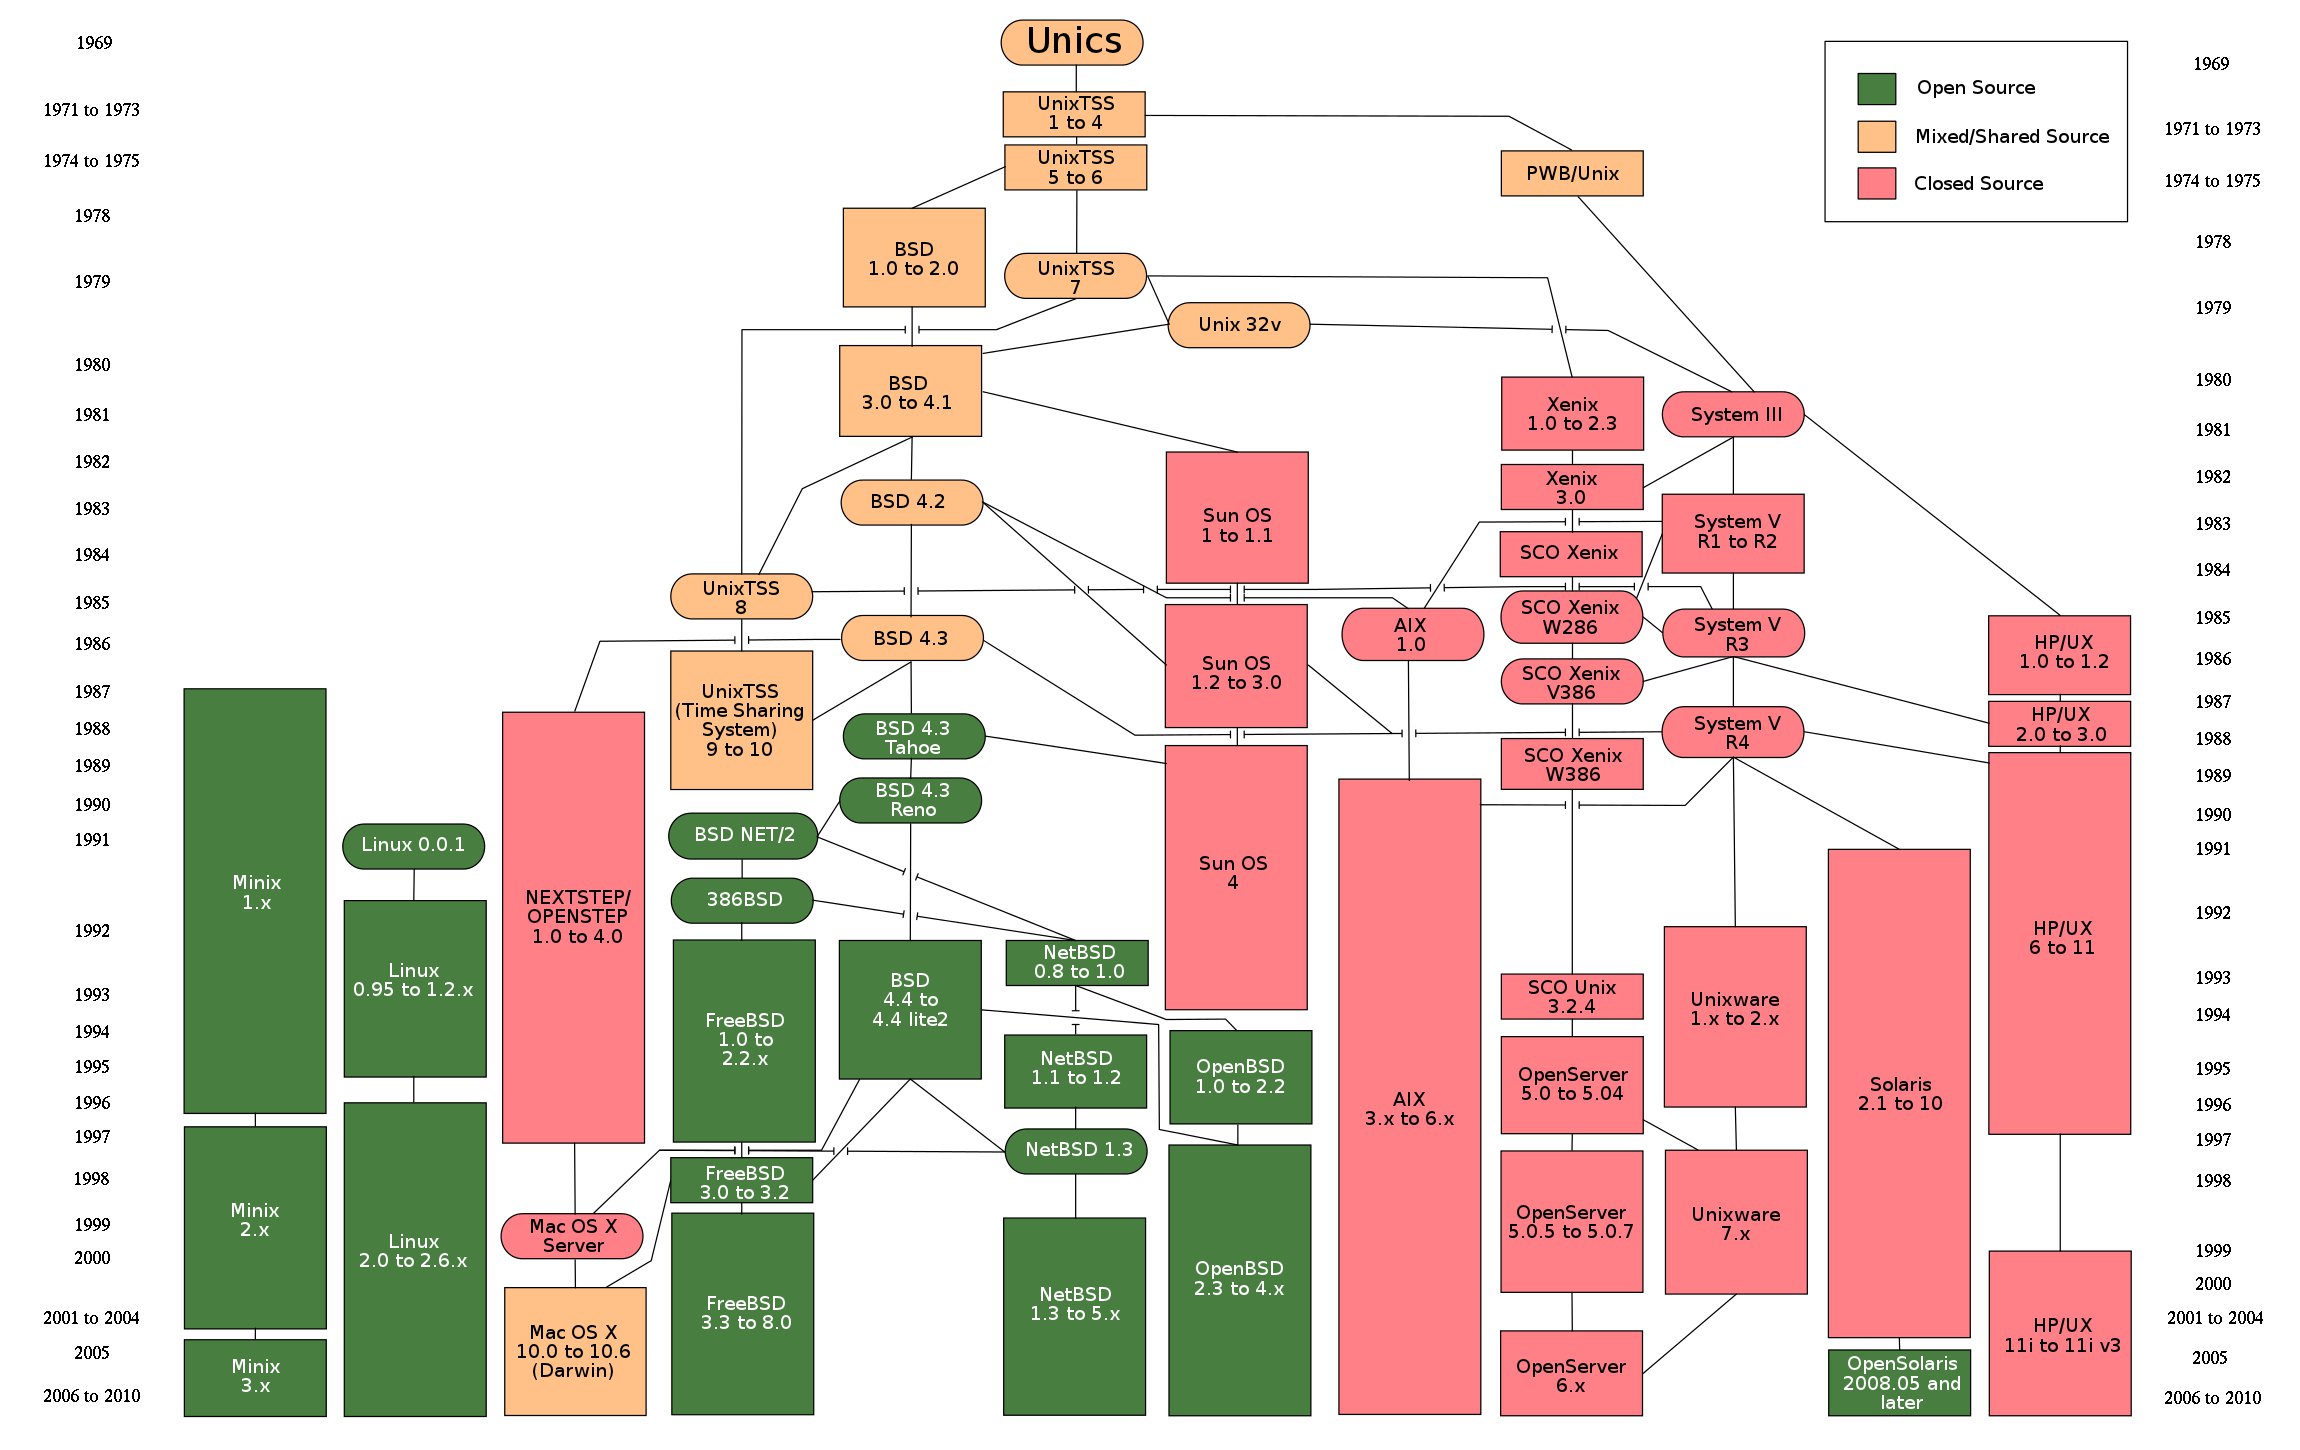 1969
1971 to 1973
1974 to 1975
1978
1979
1980
1981
1982
1983
1984
1985
1986
1987
1988
1989
1990
1991
1992
1993
1994
1995
1996
1997
1998
1999
2000
2001 to 2004
2005
2006 to 2010
Unics
UnixTSS
1 to 4
UnixTSS
5 to 6
PWB/Unix
BSD
1.0 to 2.0
UnixTSS
7
Unix 32v
BSD
3.0 to 4.1
Xenix
1.0 to 2.3
System III
Xenix
3.0
BSD 4.2
Sun OS
1 to 1.1
System V
R1 to R2
SCO Xenix
UnixTSS
8
SCO Xenix
W286
AIX
1.0
System V
R3
BSD 4.3
HP/UX
1.0 to 1.2
Sun OS
1.2 to 3.0
SCO Xenix
V386
UnixTSS
(Time Sharing
System)
9 to 10
HP/UX
2.0 to 3.0
System V
R4
BSD 4.3
Tahoe
SCO Xenix
W386
BSD 4.3
Reno
BSD NET/2
Linux 0.0.1
Sun OS
4
Minix
1.x
386BSD
NEXTSTEP/
OPENSTEP
1.0 to 4.0
HP/UX
6 to 11
NetBSD
0.8 to 1.0
Linux
0.95 to 1.2.x
BSD
4.4 to
4.4 lite2
SCO Unix
3.2.4
Unixware
1.x to 2.x
FreeBSD
1.0 to
2.2.x
NetBSD
1.1 to 1.2
OpenBSD
1.0 to 2.2
OpenServer
5.0 to 5.04
Solaris
2.1 to 10
AIX
3.x to 6.x
NetBSD 1.3
FreeBSD
3.0 to 3.2
Minix
2.x
Mac OS X
Server
OpenServer
5.0.5 to 5.0.7
Unixware
7.x
Linux
2.0 to 2.6.x
OpenBSD
2.3 to 4.x
NetBSD
1.3 to 5.x
FreeBSD
3.3 to 8.0
Mac OS X
10.0 to 10.6
(Darwin)
HP/UX
11i to 11i v3
Minix
3.x
OpenServer
6.x
OpenSolaris
2008.05 and
later
Open Source
Mixed/Shared Source
Closed Source
1969
1971 to 1973
1974 to 1975
1978
1979
1980
1981
1982
1983
1984
1985
1986
1987
1988
1989
1990
1991
1992
1993
1994
1995
1996
1997
1998
1999
2000
2001 to 2004
2005
2006 to 2010